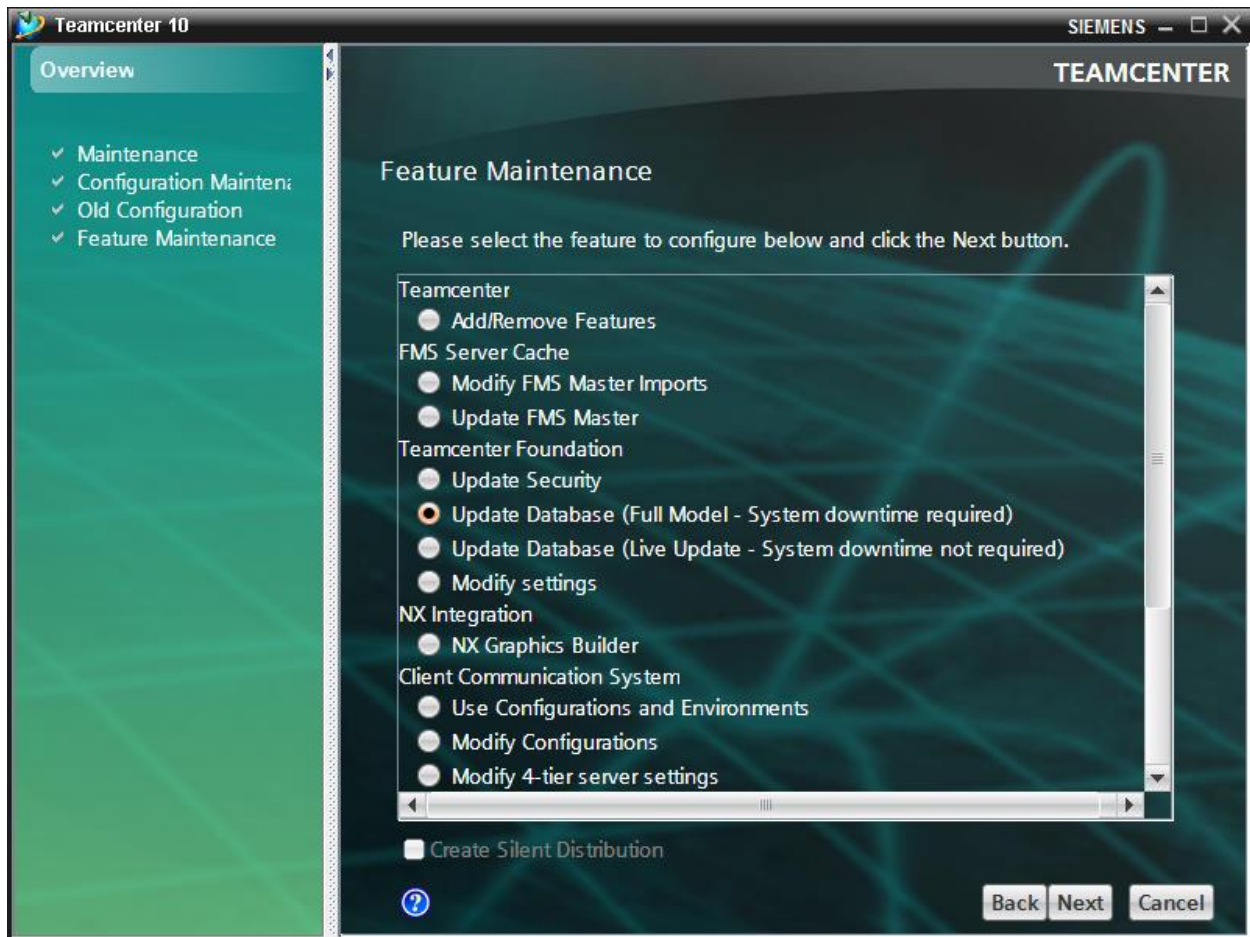 Teamcenter 10
SIEMENS
Overview
TEAMCENTER
Maintenance
Configuration Maintena
Old Configuration
Feature Maintenance
Feature Maintenance
Please select the feature to configure below and click the Next button.
Teamcenter
Add/Remove Features
FMS Server Cache
Modify FMS Master Imports
Update FMS Master
Teamcenter Foundation
Update Security
Update Database (Full Model - System downtime required)
Update Database (Live Update - System downtime not required)
Modify settings
NX Integration
NX Graphics Builder
Client Communication System
Use Configurations and Environments
Modify Configurations
Modify 4-tier server settings
Create Silent Distribution
Back Next Cancel